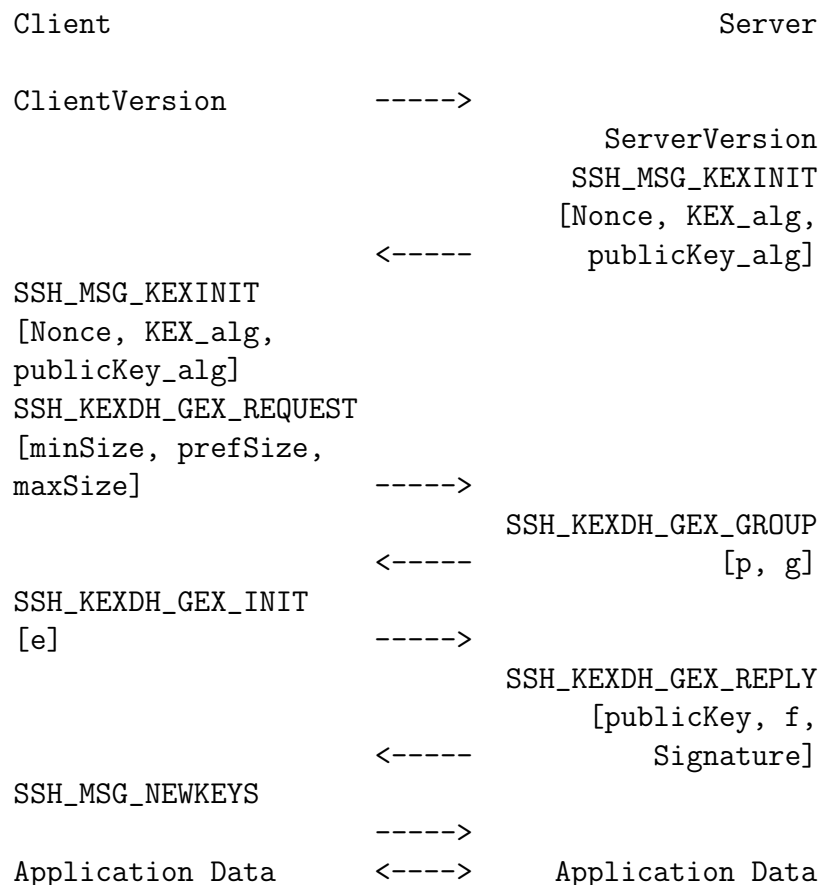 Client Server
ClientVersion ----->
ServerVersion
SSH_MSG_KEXINIT
[Nonce, KEX_alg,
<----- publicKey_alg]
SSH_MSG_KEXINIT
[Nonce, KEX_alg,
publicKey_alg]
SSH_KEXDH_GEX_REQUEST
[minSize, prefSize,
maxSize] ----->
SSH_KEXDH_GEX_GROUP
<----- [p, g]
SSH_KEXDH_GEX_INIT
[e] ----->
SSH_KEXDH_GEX_REPLY
[publicKey, f,
<----- Signature]
SSH_MSG_NEWKEYS
----->
Application Data <----> Application Data